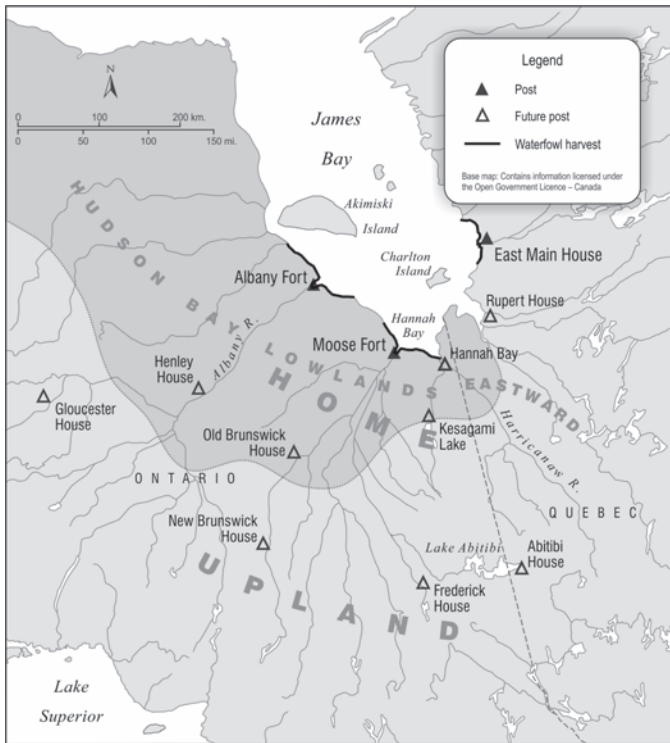 N
0 100 200 km.
0 50 100 150 mi.
James
Bay
Legend
Post
Future post
Waterfowl harvest
Base map: Contains information licensed under
the Open Government Licence – Canada
Akimiski
Island
HUDSON BAY LOWLANDS
Charlton
Island
East Main House
Albany Fort
Rupert House
Hannah
Bay
Albany R.
Moose Fort
Hannah Bay
Henley
House
HOME
EASTWARD
Gloucester
House
Kesagami
Lake
Harricanaw R.
Old Brunswick
House
ONTARIO
QUEBEC
New Brunswick
House
Lake Abitibi
Abitibi
House
UPLAND
Frederick
House
Lake
Superior